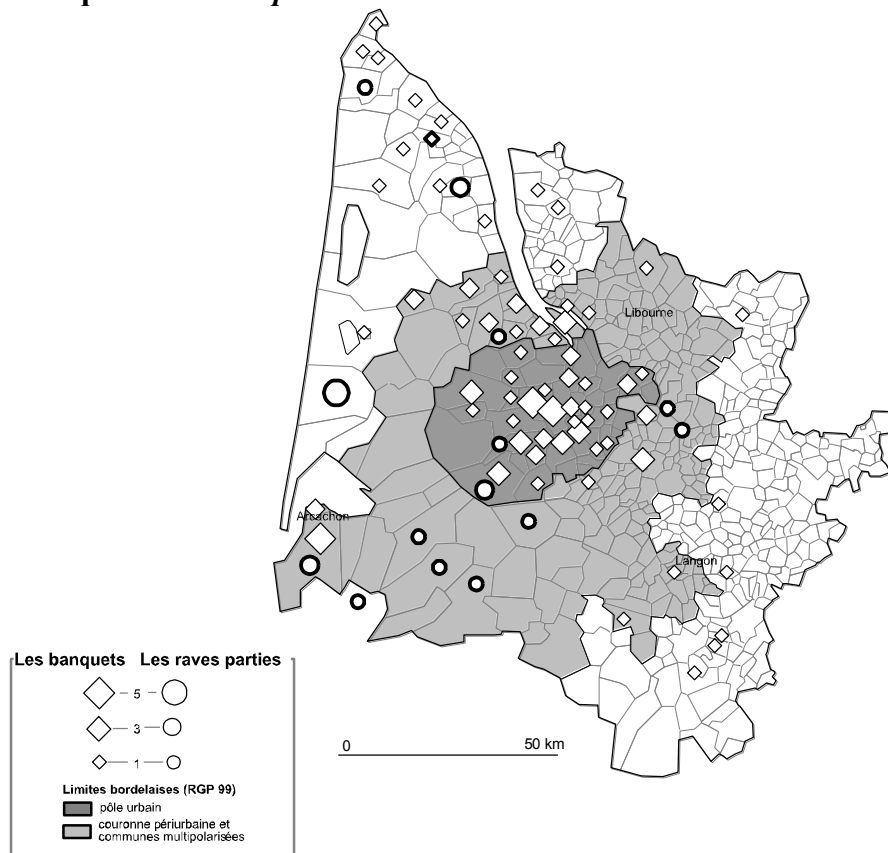 Libourne
Arcachon
Langon
Les banquets Les raves parties
5
3
1
Limites bordelaises (RGP 99)
pôle urbain
couronne périurbaine et
communes multipolarisées
0 50 km